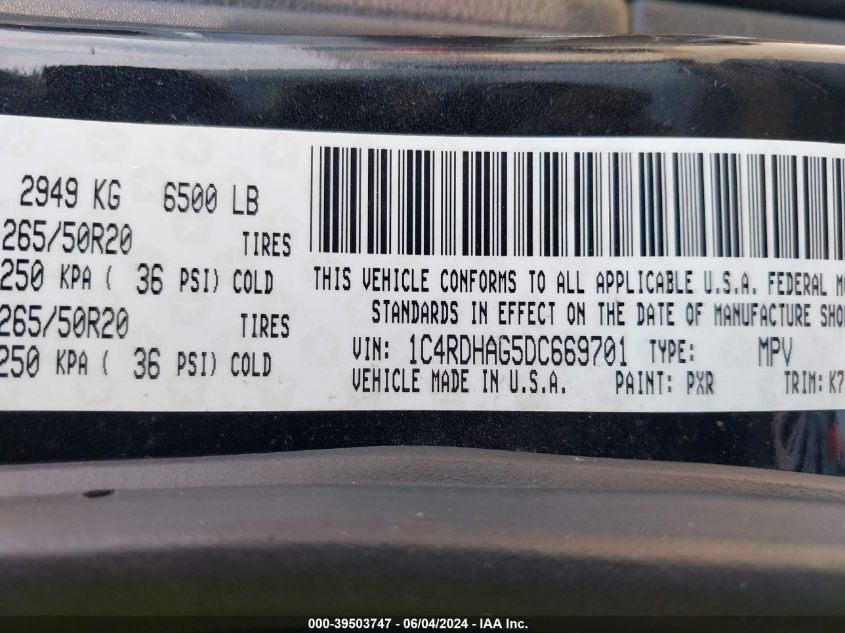 2949 KG 6500 LB
265/50R20 TIRES
250 KPA ( 36 PSI) COLD
265/50R20 TIRES
250 KPA ( 36 PSI) COLD
THIS VEHICLE CONFORMS TO ALL APPLICABLE U.S.A. FEDERAL
STANDARDS IN EFFECT ON THE DATE OF MANUFACTURE
VIN: 1C4RDHAG5DC669701 TYPE: MPV
VEHICLE MADE IN U.S.A. PAINT: PXR TRIM: K7
000-39503747 - 06/04/2024 - IAA Inc.